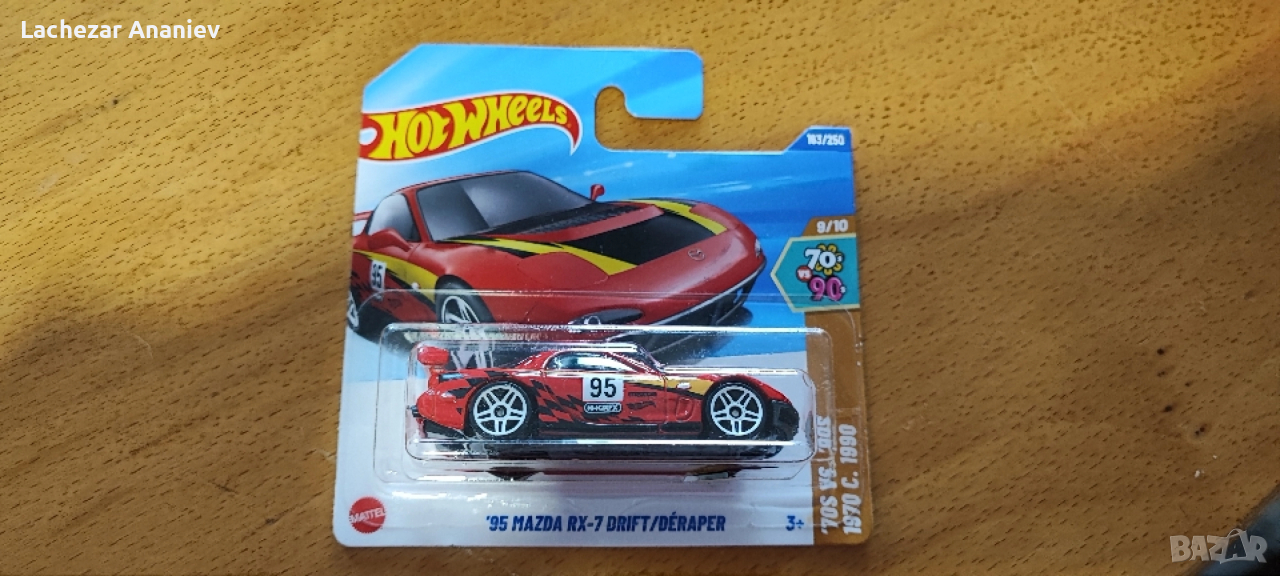 Lachezar Ananiev
HOT WHEELS
183/250
9/10
70s
VS
90s
95
95
'70S VS. '90S
1970 C. 1990
MATTEL
'95 MAZDA RX-7 DRIFT/DÉRAPER
3+
BAZAR